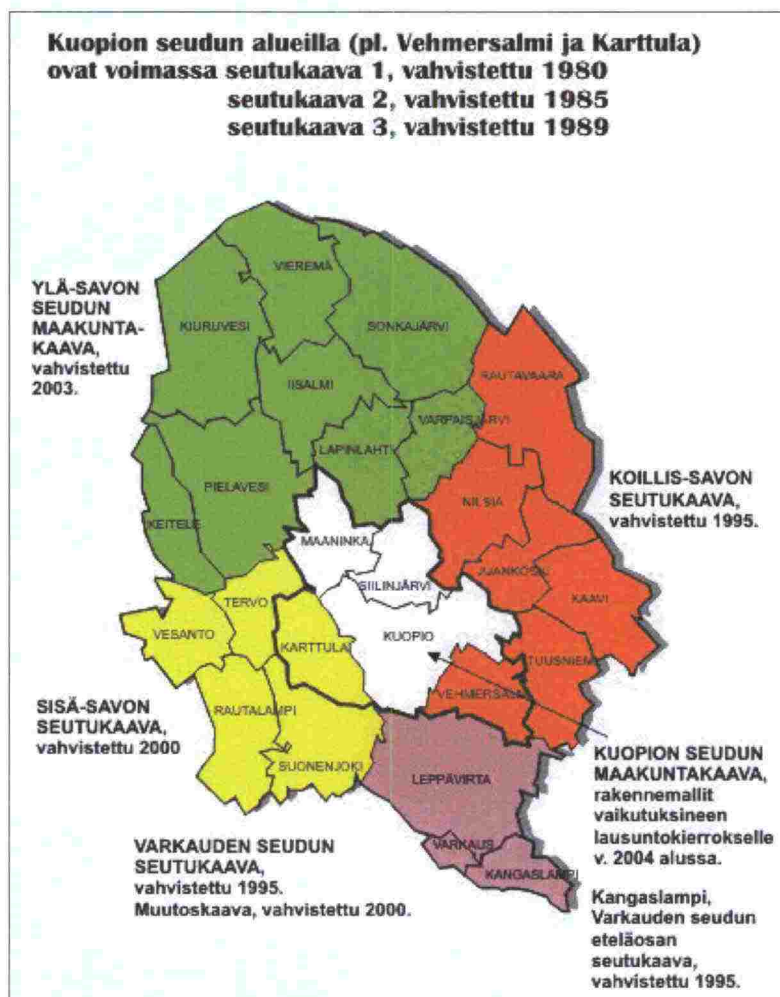 Kuopion seudun alueilla (pl. Vehmersalmi ja Karttula)
ovat voimassa seutukaava 1, vahvistettu 1980
seutukaava 2, vahvistettu 1985
seutukaava 3, vahvistettu 1989
YLÄ-SAVON
SEUDUN
MAAKUNTA-
KAAVA,
vahvistettu
2003.
VIEREMÄ
KIURUVESI
SONKAJÄRVI
IISALMI
RAUTAVAARA
LAPINLAHTI
VARPAISJÄRVI
PIELAVESI
KEITELE
NILSIÄ
KOILLIS-SAVON
SEUTUKAAVA,
vahvistettu 1995.
MAANINKA
SIILINJÄRVI
JUANKOSKI
KAAVI
TERVO
VESANTO
KARTTULA
KUOPIO
TUUSNIEMI
VEHMERSALMI
SISÄ-SAVON
SEUTUKAAVA,
vahvistettu 2000
RAUTALAMPI
SUONENJOKI
LEPPÄVIRTA
KUOPION SEUDUN
MAAKUNTAKAAVA,
rakennemallit
vaikutuksineen
lausuntokierrokselle
v. 2004 alussa.
VARKAUDEN SEUDUN
SEUTUKAAVA,
vahvistettu 1995.
Muutoskaava, vahvistettu 2000.
VARKAUS
KANGASLAMPI
Kangaslampi,
Varkauden seudun
eteläosan
seutukaava,
vahvistettu 1995.